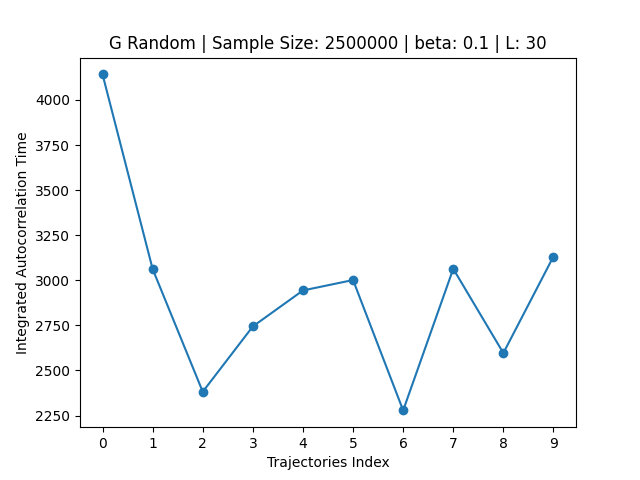 G Random | Sample Size: 2500000 | beta: 0.1 | L: 30
Integrated Autocorrelation Time
4000
3750
3500
3250
3000
2750
2500
2250
0 1 2 3 4 5 6 7 8 9
Trajectories Index